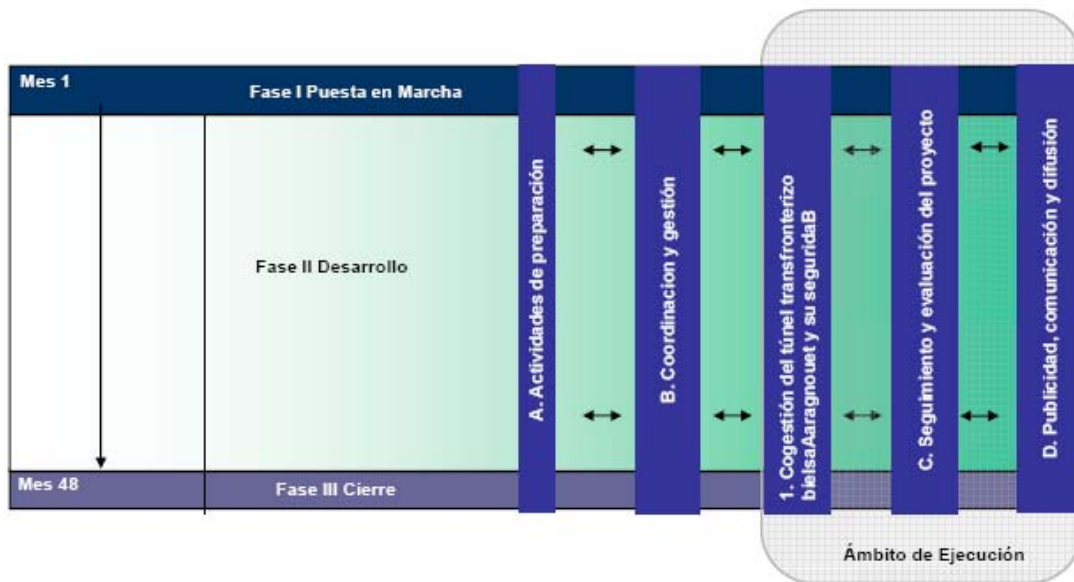 Mes 1
Fase I Puesta en Marcha
Fase II Desarrollo
Mes 48
Fase III Cierre
A. Actividades de preparación
B. Coordinacion y gestión
1. Cogestión del túnel transfronterizo
bielsaAaragnouet y su seguridaB
C. Seguimiento y evaluación del proyecto
D. Publicidad, comunicación y difusión
Ámbito de Ejecución